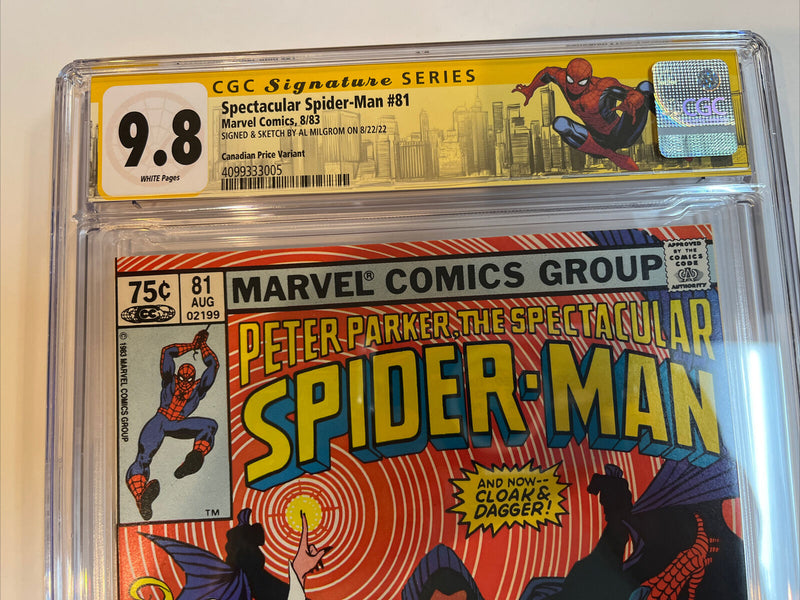 CGC Signature SERIES
9.8
WHITE Pages
Spectacular Spider-Man #81
Marvel Comics, 8/83
SIGNED & SKETCH BY AL MILGROM ON 8/22/22
Canadian Price Variant
4099333005
CGC
75¢
CC
81
AUG
02199
MARVEL® COMICS GROUP
APPROVED
BY THE
COMICS
CODE
AUTHORITY
© 1983 MARVEL COMICS GROUP
TM
PETER PARKER, THE SPECTACULAR
SPIDER-MAN
AND NOW--
CLOAK &
DAGGER!